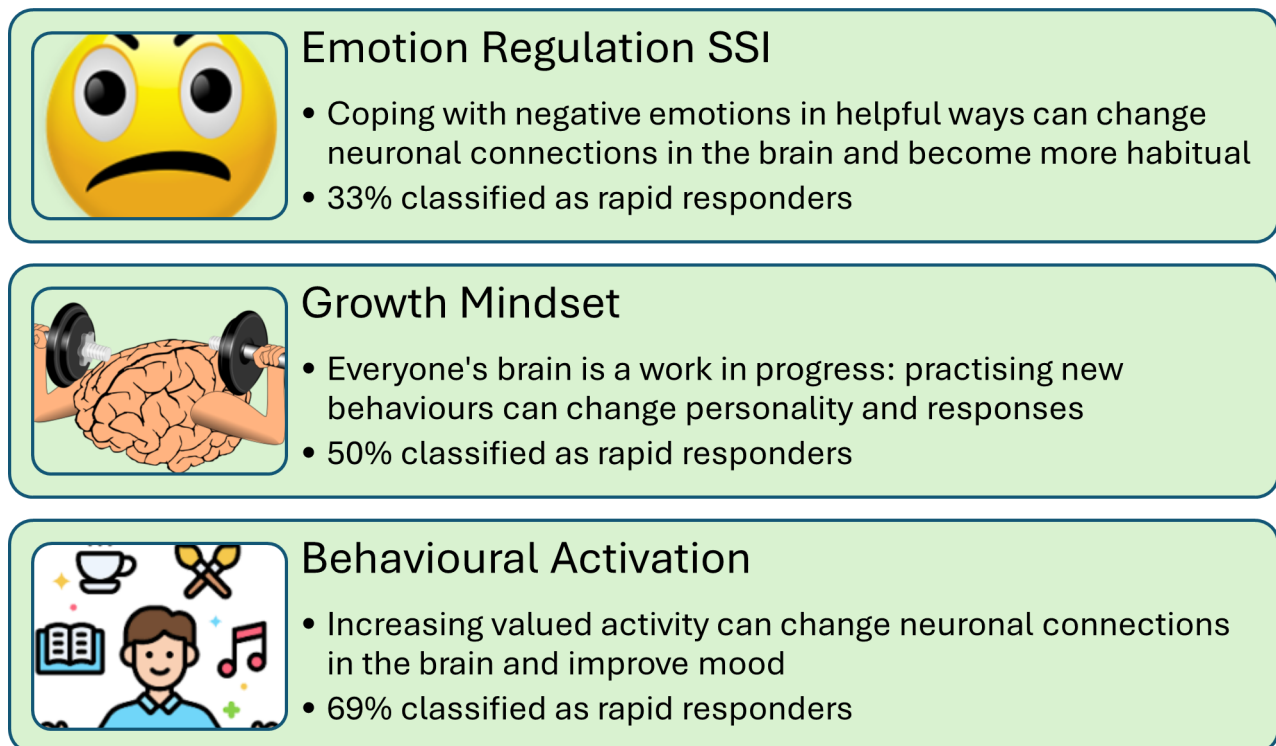 Emotion Regulation SSI
• Coping with negative emotions in helpful ways can change
neuronal connections in the brain and become more habitual
• 33% classified as rapid responders
Growth Mindset
• Everyone's brain is a work in progress: practising new
behaviours can change personality and responses
• 50% classified as rapid responders
Behavioural Activation
• Increasing valued activity can change neuronal connections
in the brain and improve mood
• 69% classified as rapid responders